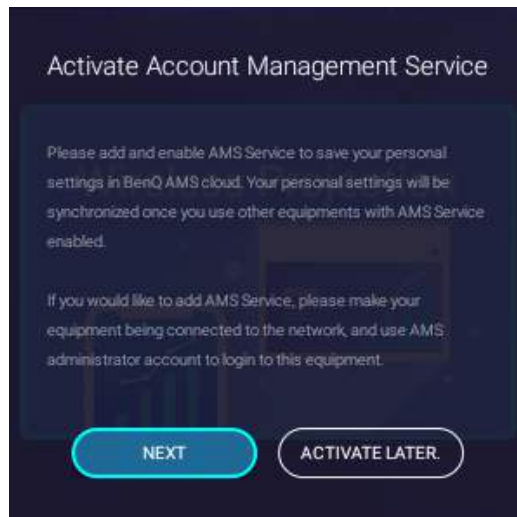 Activate Account Management Service
Please add and enable AMS Service to save your personal
settings in BenQ AMS cloud. Your personal settings will be
synchronized once you use other equipments with AMS Service
enabled.
If you would like to add AMS Service, please make your
equipment being connected to the network, and use AMS
administrator account to login to this equipment.
NEXT
ACTIVATE LATER.